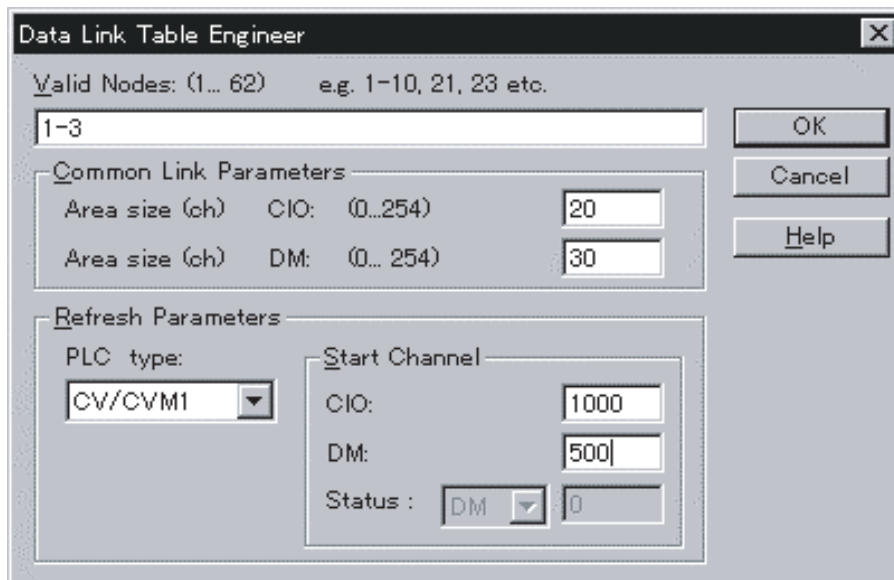 Data Link Table Engineer
Valid Nodes: (1... 62) e.g. 1-10, 21, 23 etc.
1-3
OK
Common Link Parameters
Cancel
Area size (ch) CIO: (0...254) 20
Area size (ch) DM: (0... 254) 30
Help
Refresh Parameters
PLC type:
Start Channel
CV/CVM1
CIO: 1000
DM: 500
Status : DM 0